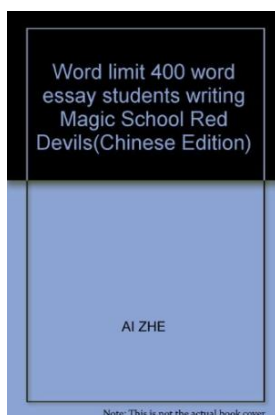 Word limit 400 word
essay students writing
Magic School Red
Devils(Chinese Edition)
AI ZHE
Note: This is not the actual book cover